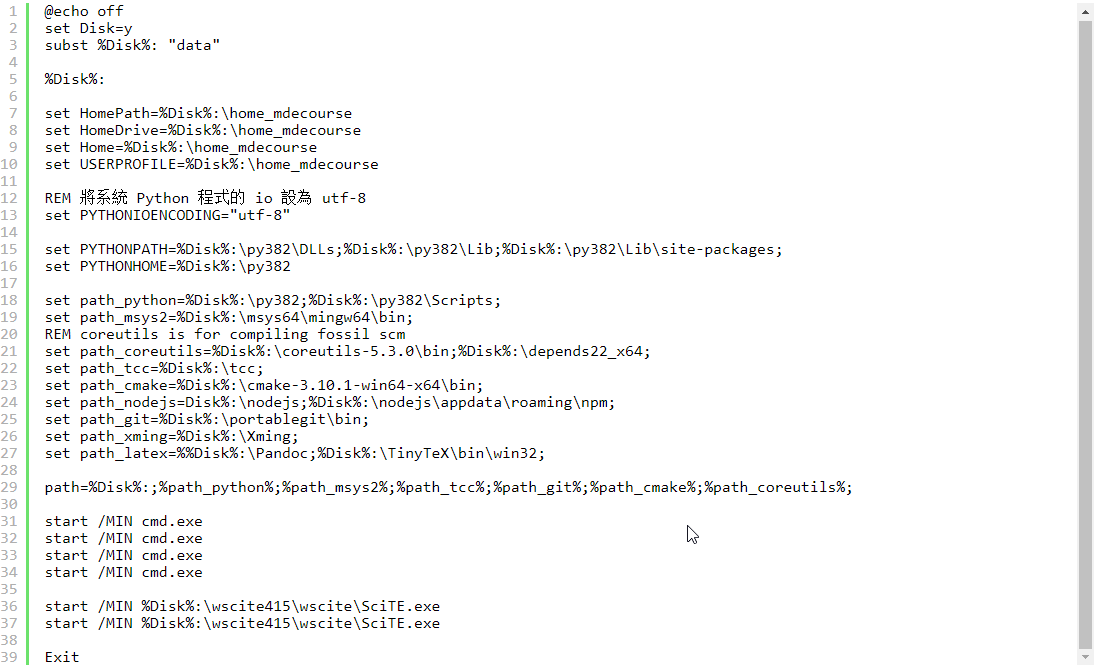 1 @echo off
2 set Disk=y
3 subst %Disk%: "data"
4
5 %Disk%:
6
7 set HomePath=%Disk%:\home_mdecourse
8 set HomeDrive=%Disk%:\home_mdecourse
9 set Home=%Disk%:\home_mdecourse
10 set USERPROFILE=%Disk%:\home_mdecourse
11
12 REM 將系統 Python 程式的 io 設為 utf-8
13 set PYTHONIOENCODING="utf-8"
14
15 set PYTHONPATH=%Disk%:\py382\DLLs;%Disk%:\py382\Lib;%Disk%:\py382\Lib\site-packages;
16 set PYTHONHOME=%Disk%:\py382
17
18 set path_python=%Disk%:\py382;%Disk%:\py382\Scripts;
19 set path_msys2=%Disk%:\msys64\mingw64\bin;
20 REM coreutils is for compiling fossil scm
21 set path_coreutils=%Disk%:\coreutils-5.3.0\bin;%Disk%:\depends22_x64;
22 set path_tcc=%Disk%:\tcc;
23 set path_cmake=%Disk%:\cmake-3.10.1-win64-x64\bin;
24 set path_nodejs=Disk%:\nodejs;%Disk%:\nodejs\appdata\roaming\npm;
25 set path_git=%Disk%:\portablegit\bin;
26 set path_xming=%Disk%:\Xming;
27 set path_latex=%%Disk%:\Pandoc;%Disk%:\TinyTeX\bin\win32;
28
29 path=%Disk%:;%path_python%;%path_msys2%;%path_tcc%;%path_git%;%path_cmake%;%path_coreutils%;
30
31 start /MIN cmd.exe
32 start /MIN cmd.exe
33 start /MIN cmd.exe
34 start /MIN cmd.exe
35
36 start /MIN %Disk%:\wscite415\wscite\SciTE.exe
37 start /MIN %Disk%:\wscite415\wscite\SciTE.exe
38
39 Exit